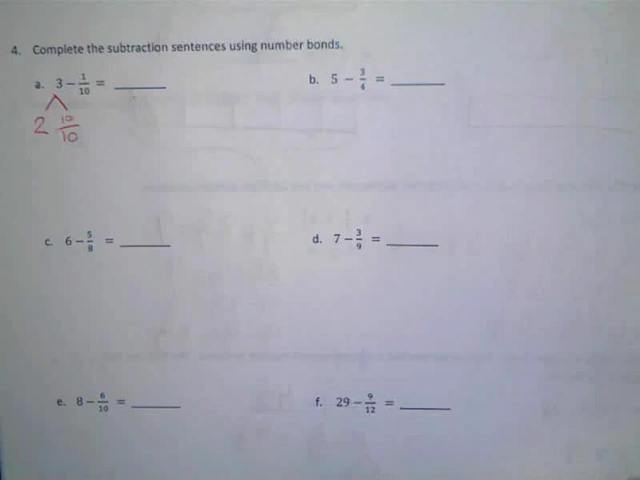 4. Complete the subtraction sentences using number bonds.
a. 3 − 1/10 = ______
b. 5 − 3/4 = ______
2 10/10
c. 6 − 5/8 = ______
d. 7 − 3/9 = ______
e. 8 − 6/10 = ______
f. 29 − 9/12 = ______